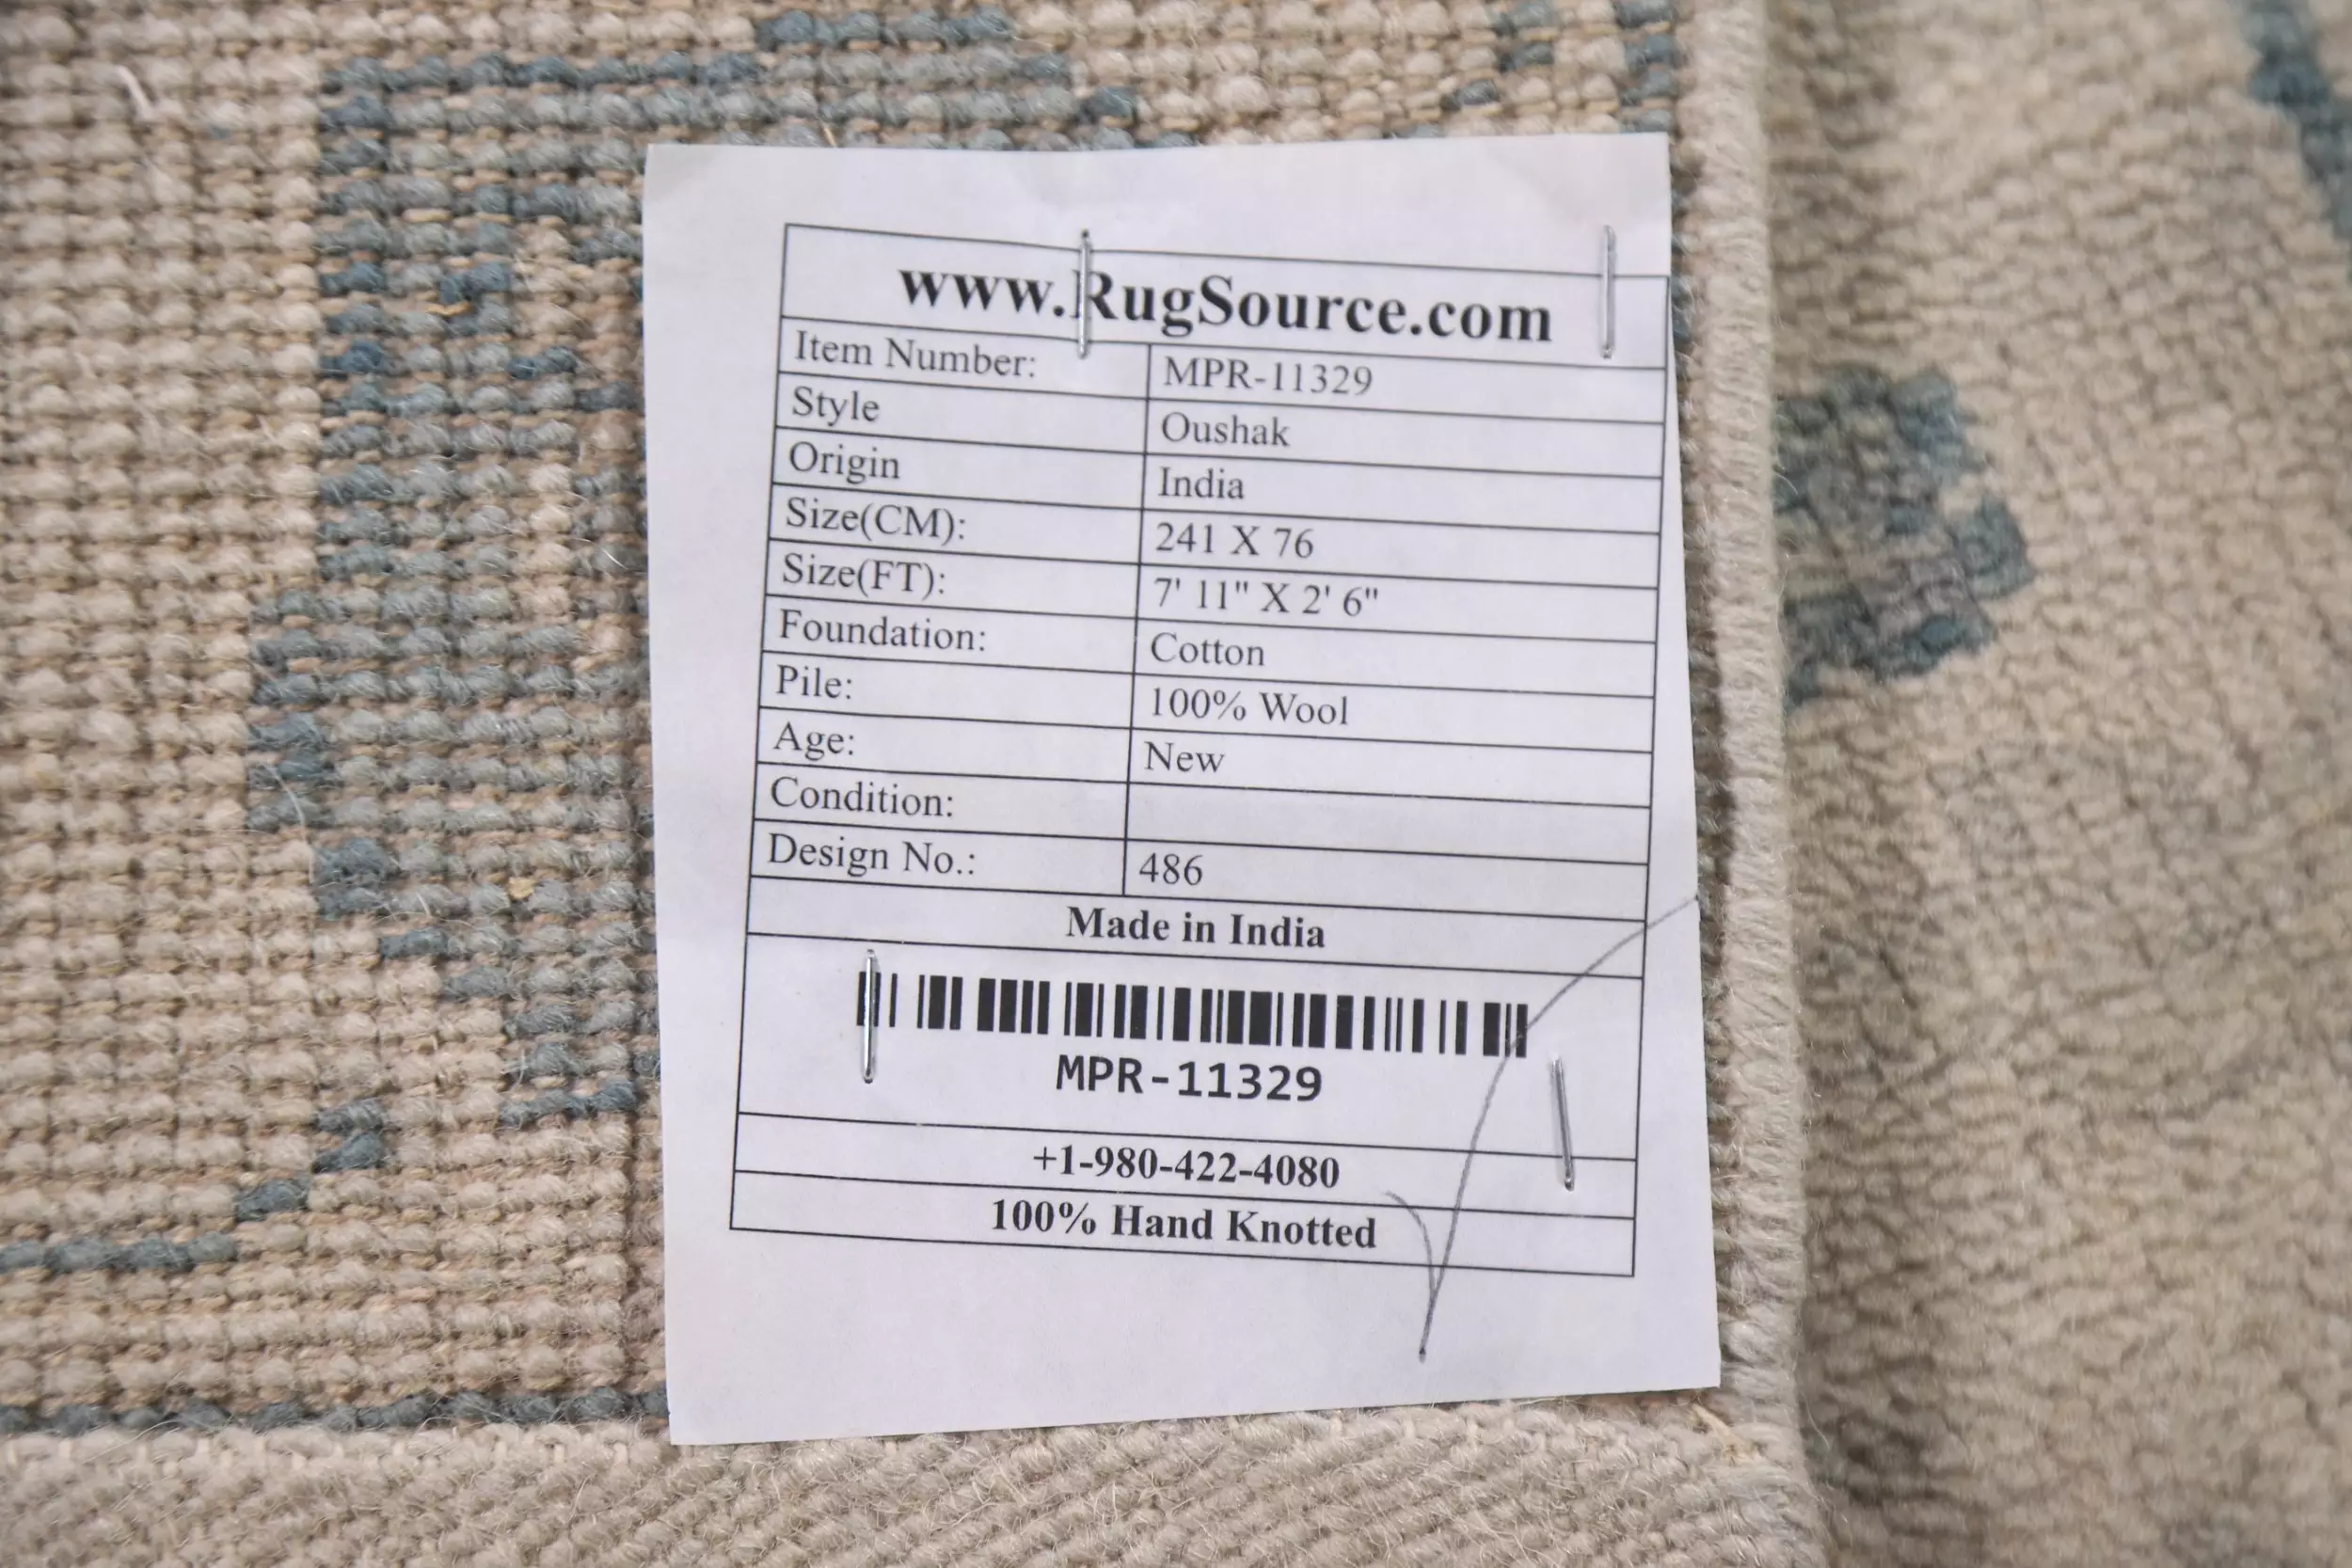 www.RugSource.com
Item Number: MPR-11329
Style Oushak
Origin India
Size(CM): 241 X 76
Size(FT): 7' 11" X 2' 6"
Foundation: Cotton
Pile: 100% Wool
Age: New
Condition:
Design No.: 486
Made in India
MPR-11329
+1-980-422-4080
100% Hand Knotted